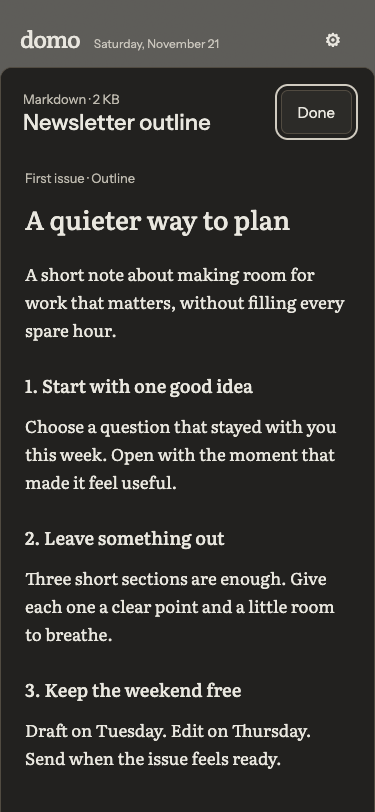 domo Saturday, November 21
Markdown · 2 KB
Newsletter outline
Done
First issue · Outline
A quieter way to plan
A short note about making room for
work that matters, without filling every
spare hour.
1. Start with one good idea
Choose a question that stayed with you
this week. Open with the moment that
made it feel useful.
2. Leave something out
Three short sections are enough. Give
each one a clear point and a little room
to breathe.
3. Keep the weekend free
Draft on Tuesday. Edit on Thursday.
Send when the issue feels ready.